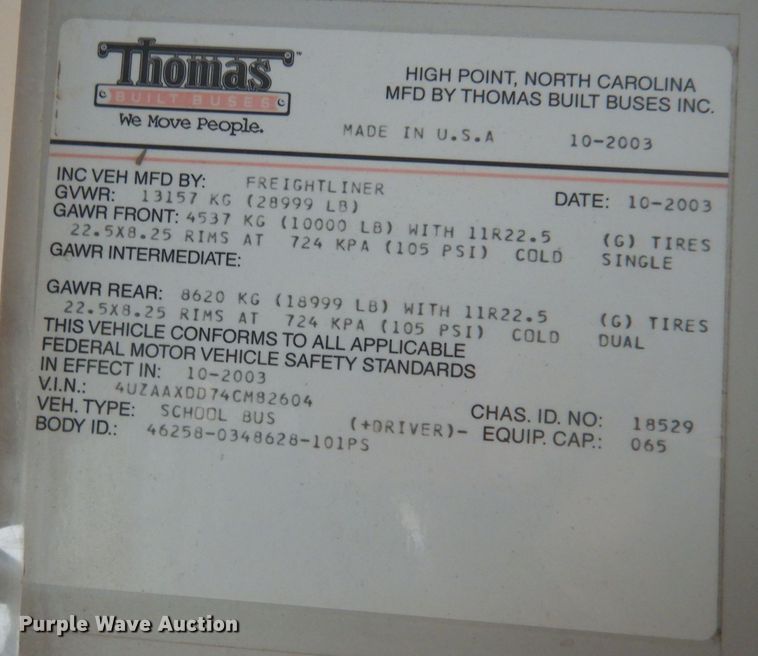 Thomas™
BUILT BUSES
We Move People.
HIGH POINT, NORTH CAROLINA
MFD BY THOMAS BUILT BUSES INC.
MADE IN U.S.A 10-2003
INC VEH MFD BY: FREIGHTLINER DATE: 10-2003
GVWR: 13157 KG (28999 LB)
GAWR FRONT: 4537 KG (10000 LB) WITH 11R22.5 (G) TIRES
22.5X8.25 RIMS AT 724 KPA (105 PSI) COLD SINGLE
GAWR INTERMEDIATE:
GAWR REAR: 8620 KG (18999 LB) WITH 11R22.5 (G) TIRES
22.5X8.25 RIMS AT 724 KPA (105 PSI) COLD DUAL
THIS VEHICLE CONFORMS TO ALL APPLICABLE
FEDERAL MOTOR VEHICLE SAFETY STANDARDS
IN EFFECT IN: 10-2003
V.I.N.: 4UZAAXDD74CM82604 CHAS. ID. NO: 18529
VEH. TYPE: SCHOOL BUS (+DRIVER)- EQUIP. CAP.: 065
BODY ID.: 46258-0348628-101PS
Purple Wave Auction